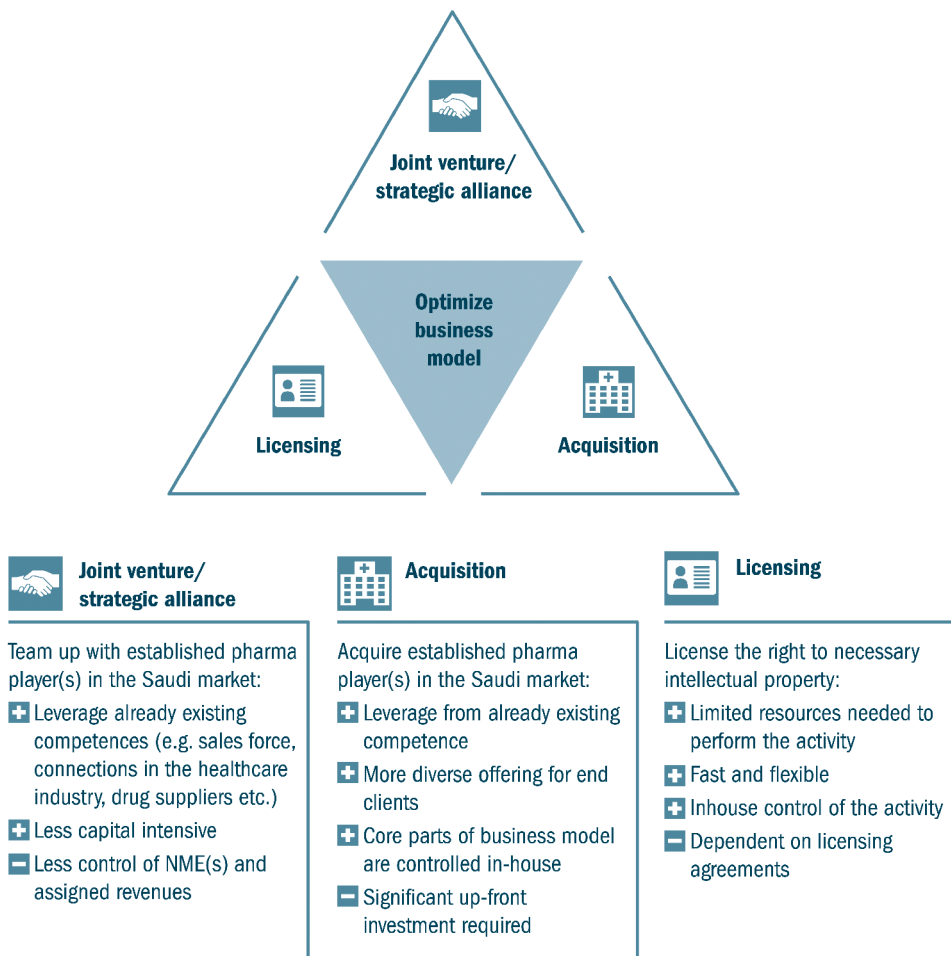 Joint venture/
strategic alliance
Optimize
business
model
Licensing
Acquisition
Joint venture/
strategic alliance
Team up with established pharma
player(s) in the Saudi market:
+ Leverage already existing
competences (e.g. sales force,
connections in the healthcare
industry, drug suppliers etc.)
+ Less capital intensive
− Less control of NME(s) and
assigned revenues
Acquisition
Acquire established pharma
player(s) in the Saudi market:
+ Leverage from already existing
competence
+ More diverse offering for end
clients
+ Core parts of business model
are controlled in-house
− Significant up-front
investment required
Licensing
License the right to necessary
intellectual property:
+ Limited resources needed to
perform the activity
+ Fast and flexible
+ Inhouse control of the activity
− Dependent on licensing
agreements